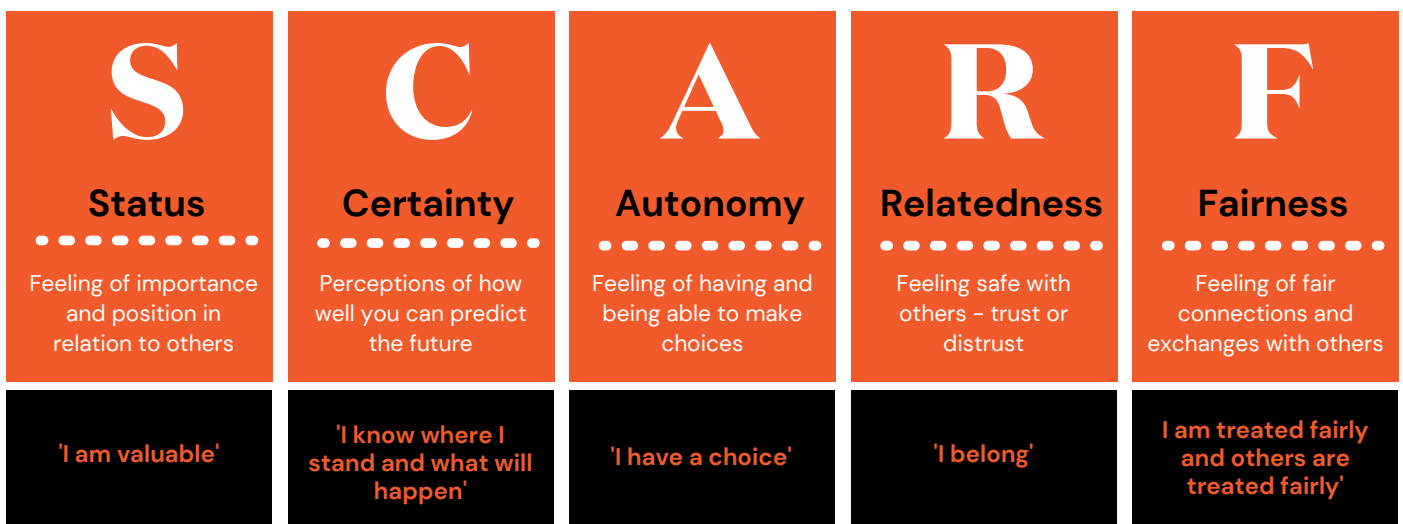 S
Status
Feeling of importance
and position in
relation to others
'I am valuable'
C
Certainty
Perceptions of how
well you can predict
the future
'I know where I
stand and what will
happen'
A
Autonomy
Feeling of having and
being able to make
choices
'I have a choice'
R
Relatedness
Feeling safe with
others - trust or
distrust
'I belong'
F
Fairness
Feeling of fair
connections and
exchanges with others
I am treated fairly
and others are
treated fairly'